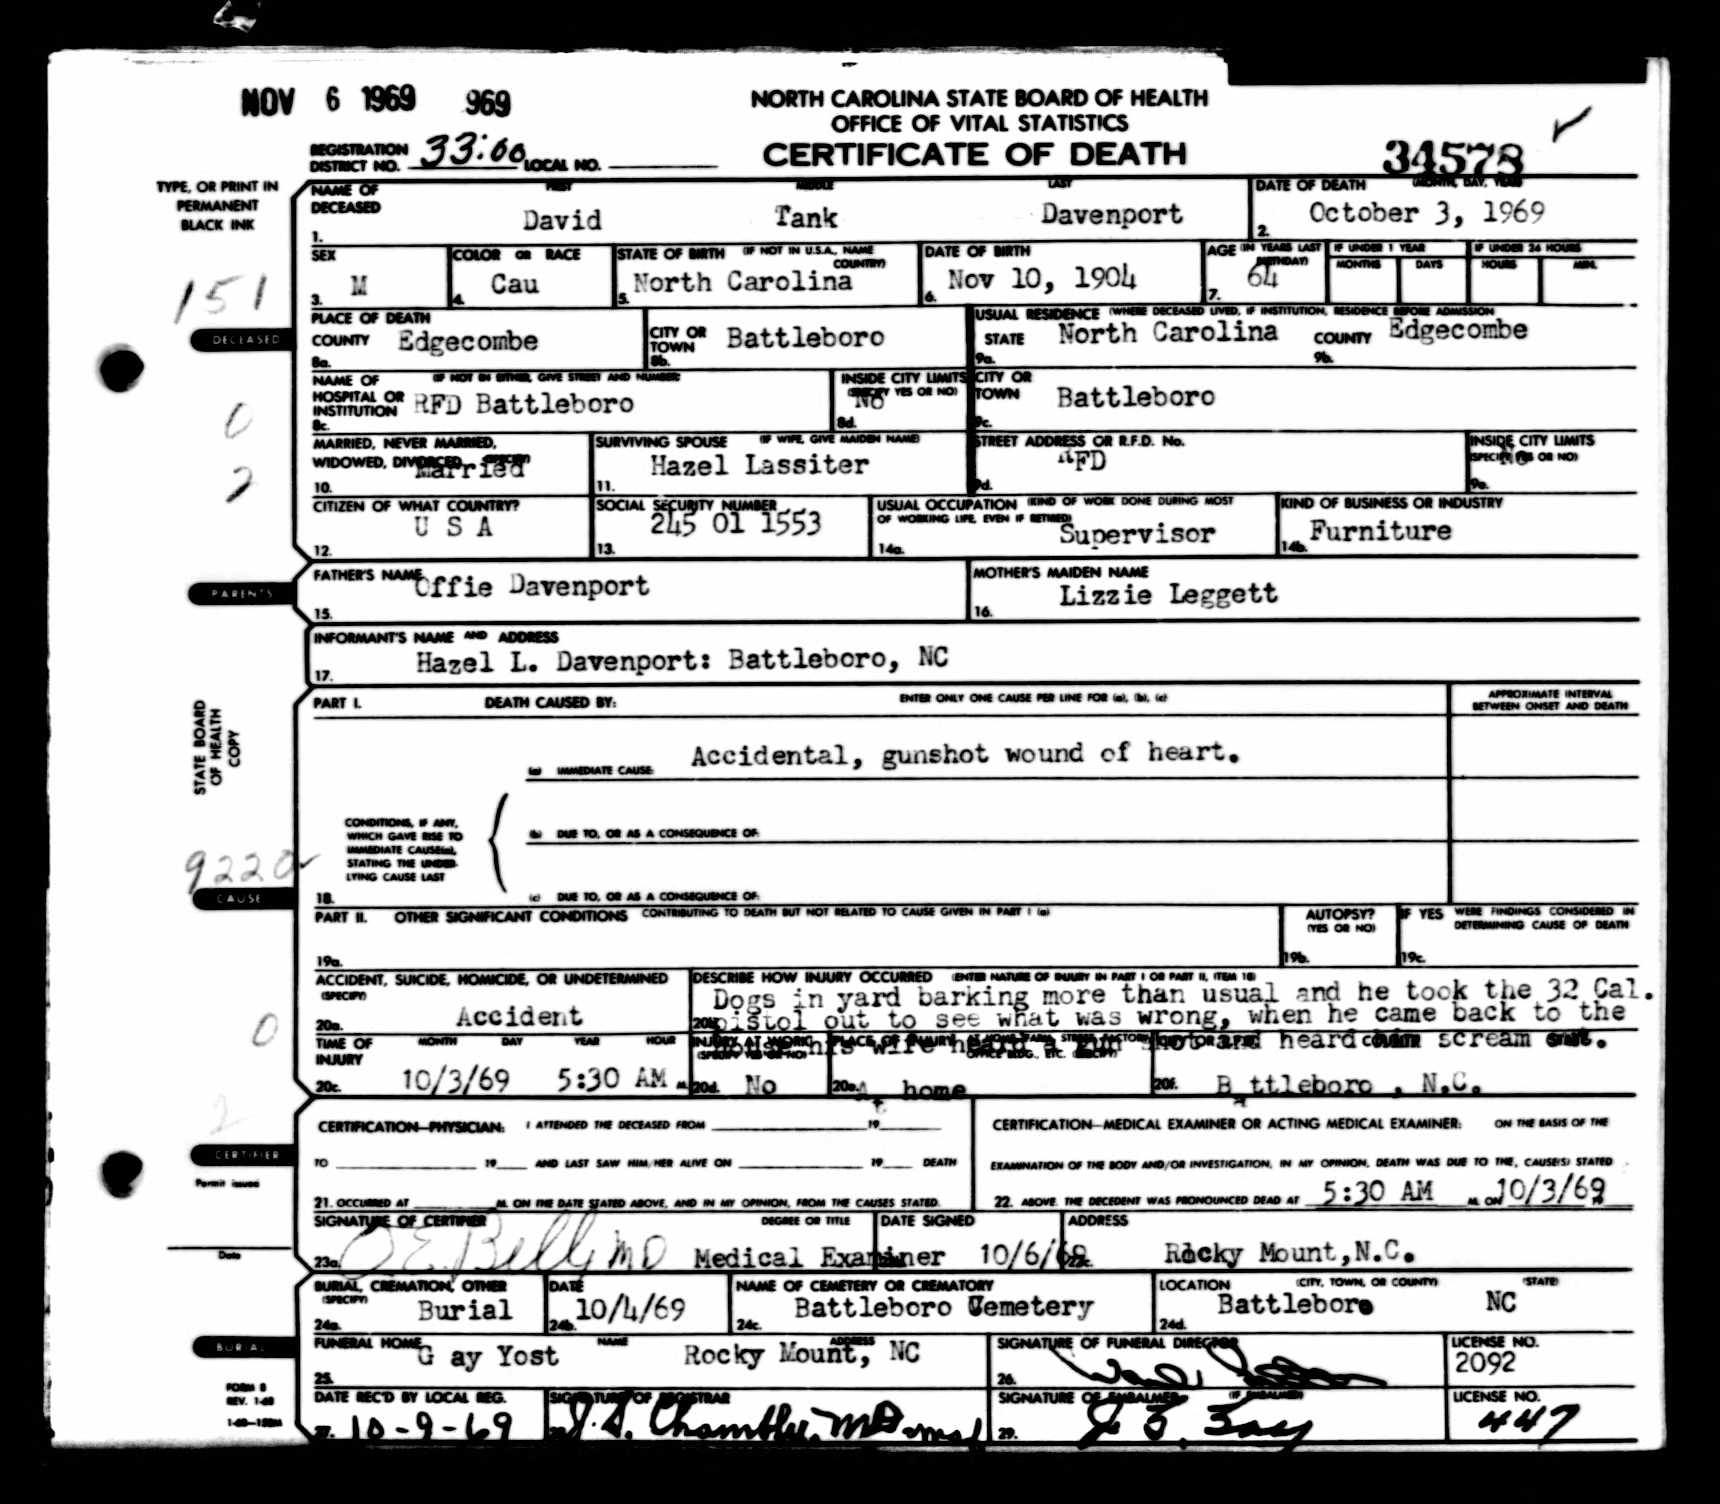 NOV 6 1969 969
NORTH CAROLINA STATE BOARD OF HEALTH
OFFICE OF VITAL STATISTICS
CERTIFICATE OF DEATH
REGISTRATION DISTRICT NO. 33:00 LOCAL NO.
34578
TYPE, OR PRINT IN
PERMANENT
BLACK INK
NAME OF DECEASED FIRST MIDDLE LAST
1. David Tank Davenport
DATE OF DEATH (MONTH, DAY, YEAR)
2. October 3, 1969
SEX
3. M
COLOR OR RACE
4. Cau
STATE OF BIRTH (IF NOT IN U.S.A., NAME COUNTRY)
5. North Carolina
DATE OF BIRTH
6. Nov 10, 1904
AGE (IN YEARS LAST BIRTHDAY)
7. 64
IF UNDER 1 YEAR
MONTHS DAYS
IF UNDER 24 HOURS
HOURS MIN.
151
DECEASED
PLACE OF DEATH
COUNTY Edgecombe
8a.
CITY OR TOWN Battleboro
8b.
USUAL RESIDENCE (WHERE DECEASED LIVED, IF INSTITUTION, RESIDENCE BEFORE ADMISSION
STATE North Carolina COUNTY Edgecombe
9a. 9b.
NAME OF HOSPITAL OR INSTITUTION (IF NOT IN EITHER, GIVE STREET AND NUMBER)
RFD Battleboro
8c.
INSIDE CITY LIMITS
(SPECIFY YES OR NO)
No
8d.
CITY OR TOWN Battleboro
9c.
0
2
MARRIED, NEVER MARRIED,
WIDOWED, DIVORCED (SPECIFY)
Married
10.
SURVIVING SPOUSE (IF WIFE, GIVE MAIDEN NAME)
Hazel Lassiter
11.
STREET ADDRESS OR R.F.D. No.
RFD
9d.
INSIDE CITY LIMITS
(SPECIFY YES OR NO)
No
9e.
CITIZEN OF WHAT COUNTRY?
U S A
12.
SOCIAL SECURITY NUMBER
245 01 1553
13.
USUAL OCCUPATION (KIND OF WORK DONE DURING MOST
OF WORKING LIFE, EVEN IF RETIRED)
14a. Supervisor
KIND OF BUSINESS OR INDUSTRY
14b. Furniture
PARENTS
FATHER'S NAME
Offie Davenport
15.
MOTHER'S MAIDEN NAME
Lizzie Leggett
16.
INFORMANT'S NAME AND ADDRESS
17. Hazel L. Davenport: Battleboro, NC
STATE BOARD
OF HEALTH
COPY
PART I. DEATH CAUSED BY: ENTER ONLY ONE CAUSE PER LINE FOR (a), (b), (c)
APPROXIMATE INTERVAL
BETWEEN ONSET AND DEATH
(a) IMMEDIATE CAUSE: Accidental, gunshot wound of heart.
CONDITIONS, IF ANY,
WHICH GAVE RISE TO
IMMEDIATE CAUSE(a),
STATING THE UNDER-
LYING CAUSE LAST
(b) DUE TO, OR AS A CONSEQUENCE OF:
9220
CAUSE
18. (c) DUE TO, OR AS A CONSEQUENCE OF:
PART II. OTHER SIGNIFICANT CONDITIONS CONTRIBUTING TO DEATH BUT NOT RELATED TO CAUSE GIVEN IN PART I (a)
19a.
AUTOPSY?
(YES OR NO)
19b.
IF YES WERE FINDINGS CONSIDERED IN
DETERMINING CAUSE OF DEATH
19c.
ACCIDENT, SUICIDE, HOMICIDE, OR UNDETERMINED
(SPECIFY)
20a. Accident
DESCRIBE HOW INJURY OCCURRED (ENTER NATURE OF INJURY IN PART I OR PART II, ITEM 18)
Dogs in yard barking more than usual and he took the 32 Cal.
20b. pistol out to see what was wrong, when he came back to the
house his wife heard a gun shot and heard him scream out.
0
TIME OF INJURY MONTH DAY YEAR HOUR
20c. 10/3/69 5:30 AM M.
INJURY AT WORK
(SPECIFY YES OR NO)
20d. No
PLACE OF INJURY AT HOME, FARM, STREET, FACTORY,
OFFICE BLDG., ETC. (SPECIFY)
20e. At home
CITY OR COUNTY STATE
20f. Battleboro , N.C.
2
CERTIFIER
Permit issued
Date
CERTIFICATION—PHYSICIAN: I ATTENDED THE DECEASED FROM 19
TO 19 AND LAST SAW HIM/HER ALIVE ON 19 DEATH
21. OCCURRED AT M. ON THE DATE STATED ABOVE, AND IN MY OPINION, FROM THE CAUSES STATED.
CERTIFICATION—MEDICAL EXAMINER OR ACTING MEDICAL EXAMINER: ON THE BASIS OF THE
EXAMINATION OF THE BODY AND/OR INVESTIGATION, IN MY OPINION, DEATH WAS DUE TO THE, CAUSE(S) STATED
22. ABOVE. THE DECEDENT WAS PRONOUNCED DEAD AT 5:30 AM M. ON 10/3/69 19
SIGNATURE OF CERTIFIER DEGREE OR TITLE
23a. O E Bell MD Medical Examiner
DATE SIGNED
10/6/69
ADDRESS
23c. Rocky Mount,N.C.
BURIAL, CREMATION, OTHER
(SPECIFY)
24a. Burial
DATE
24b. 10/4/69
NAME OF CEMETERY OR CREMATORY
24c. Battleboro Cemetery
LOCATION (CITY, TOWN, OR COUNTY) (STATE)
24d. Battleboro NC
BURIAL
FUNERAL HOME NAME ADDRESS
25. G ay Yost Rocky Mount, NC
SIGNATURE OF FUNERAL DIRECTOR
26.
LICENSE NO.
2092
FORM 8
REV. 1-68
DATE REC'D BY LOCAL REG.
27. 10-9-69
SIGNATURE OF REGISTRAR
SIGNATURE OF EMBALMER (IF EMBALMED)
29.
LICENSE NO.
447